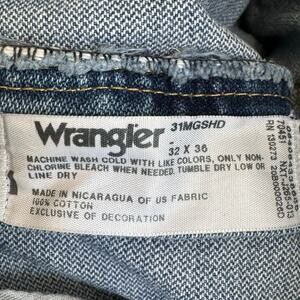 Wrangler
31MGSHD
-
32 X 36
MACHINE WASH COLD WITH LIKE COLORS, ONLY NON-
CHLORINE BLEACH WHEN NEEDED. TUMBLE DRY LOW OR
LINE DRY
MADE IN NICARAGUA OF US FABRIC
100% COTTON
EXCLUSIVE OF DECORATION
RN 130273